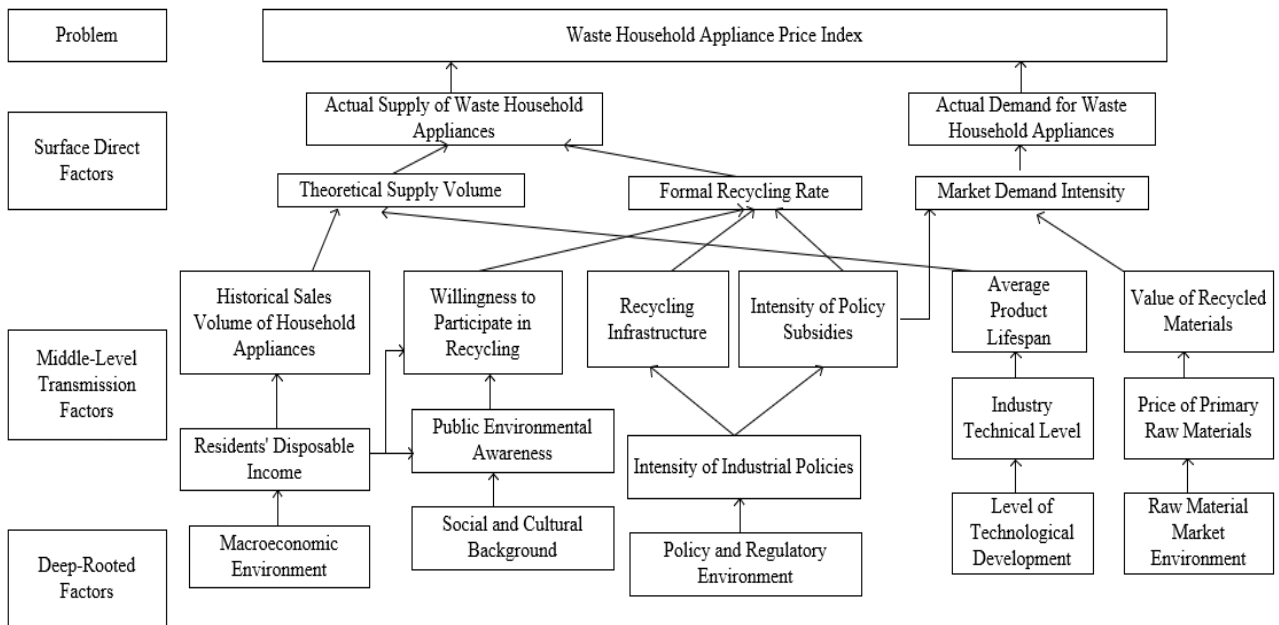 Problem
Waste Household Appliance Price Index
Surface Direct
Factors
Actual Supply of Waste Household
Appliances
Actual Demand for Waste
Household Appliances
Theoretical Supply Volume
Formal Recycling Rate
Market Demand Intensity
Middle-Level
Transmission
Factors
Historical Sales
Volume of Household
Appliances
Willingness to
Participate in
Recycling
Recycling
Infrastructure
Intensity of Policy
Subsidies
Average
Product
Lifespan
Value of Recycled
Materials
Residents' Disposable
Income
Public Environmental
Awareness
Intensity of Industrial Policies
Industry
Technical Level
Price of Primary
Raw Materials
Deep-Rooted
Factors
Macroeconomic
Environment
Social and Cultural
Background
Policy and Regulatory
Environment
Level of
Technological
Development
Raw Material
Market
Environment